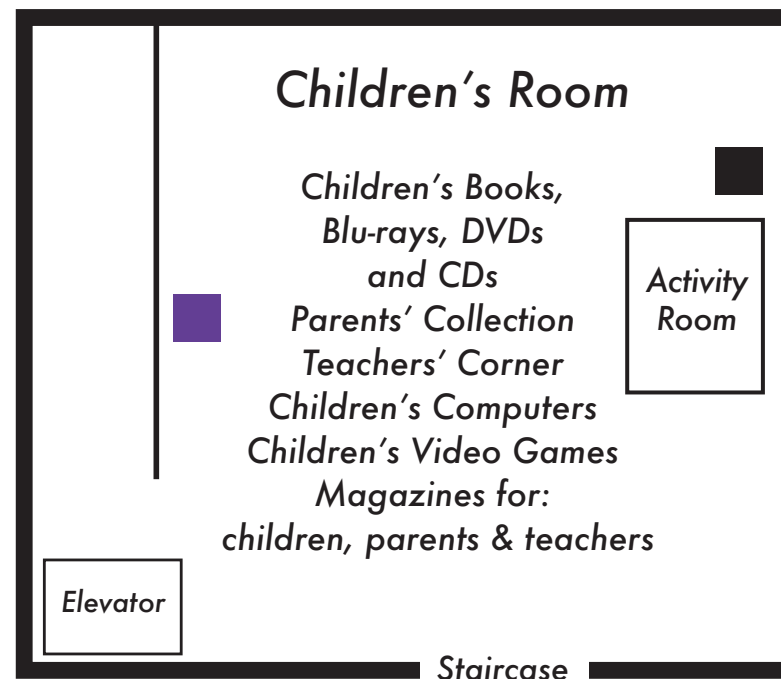 Children’s Room
Children’s Books,
Blu-rays, DVDs
and CDs
Parents’ Collection
Teachers’ Corner
Children’s Computers
Children’s Video Games
Magazines for:
children, parents & teachers
Activity
Room
Elevator
Staircase